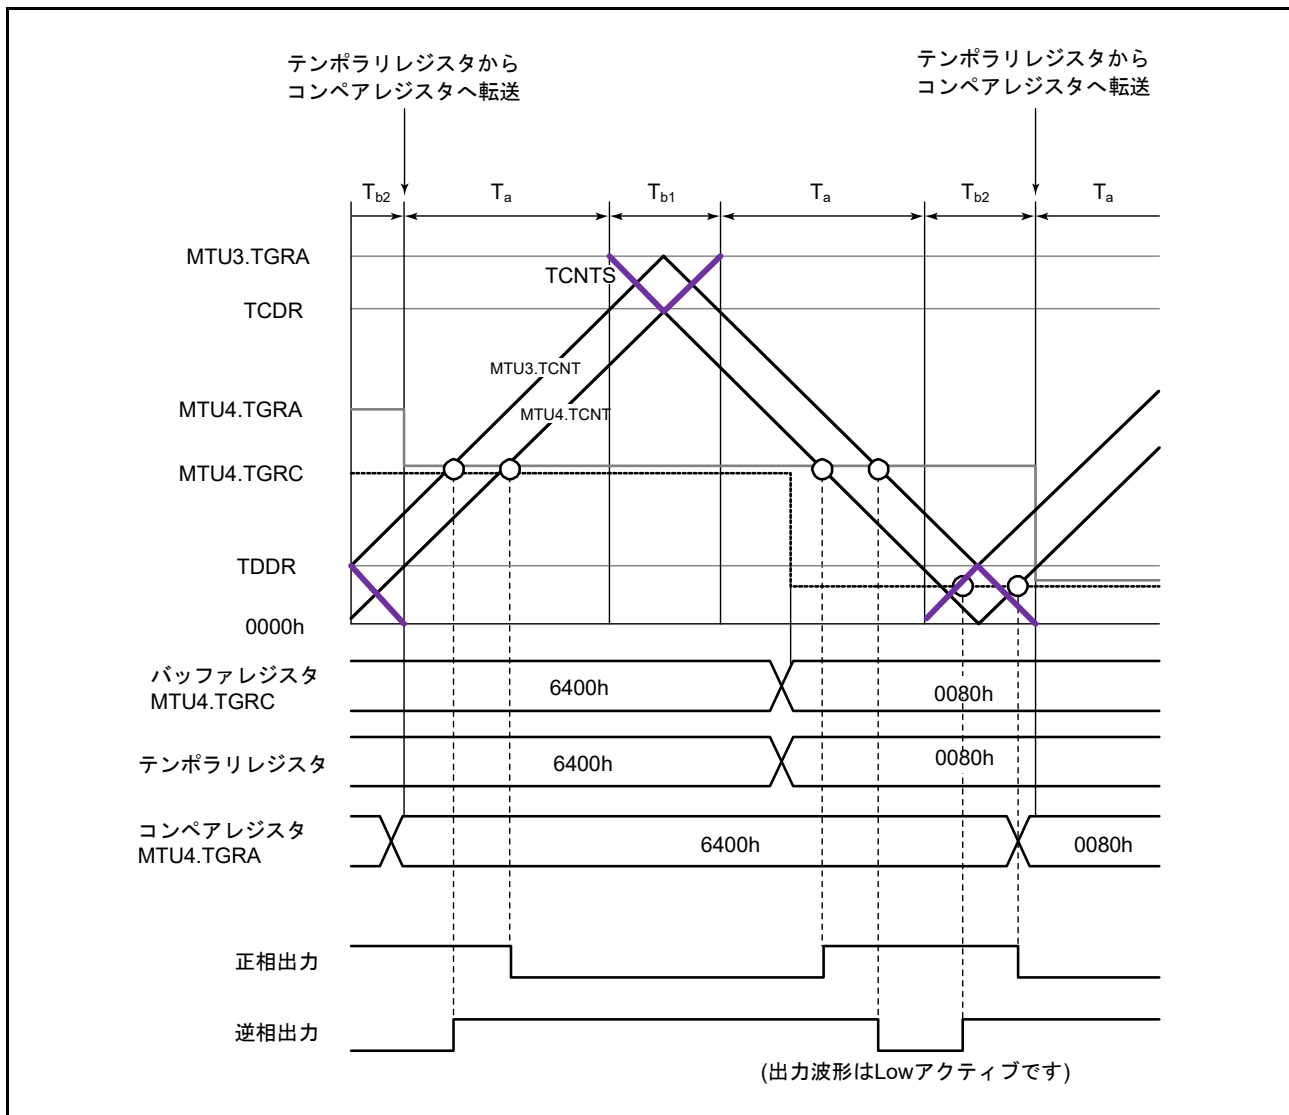 テンポラリレジスタから
コンペアレジスタへ転送
テンポラリレジスタから
コンペアレジスタへ転送
Tb2
Ta
Tb1
Ta
Tb2
Ta
MTU3.TGRA
TCNTS
TCDR
MTU3.TCNT
MTU4.TGRA
MTU4.TCNT
MTU4.TGRC
TDDR
0000h
バッファレジスタ
MTU4.TGRC
6400h
0080h
テンポラリレジスタ
6400h
0080h
コンペアレジスタ
MTU4.TGRA
6400h
0080h
正相出力
逆相出力
(出力波形はLowアクティブです)